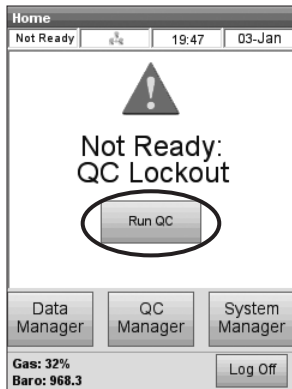 Home
Not Ready 19:47 03-Jan
Not Ready:
QC Lockout
Run QC
Data Manager QC Manager System Manager
Gas: 32%
Baro: 968.3
Log Off